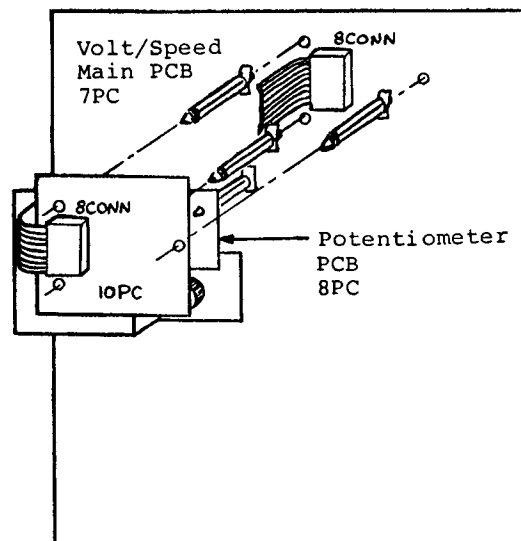 Volt/Speed
Main PCB
7PC
8CONN
8CONN
10PC
Potentiometer
PCB
8PC